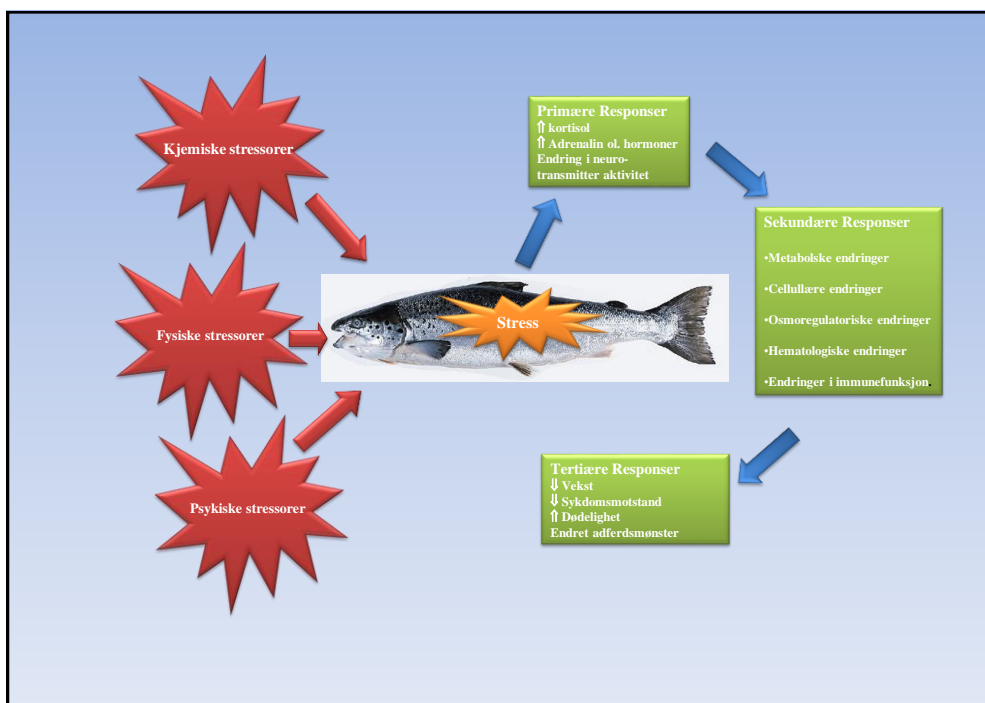 Kjemiske stressorer
Fysiske stressorer
Psykiske stressorer
Stress
Primære Responser
⇑ kortisol
⇑ Adrenalin ol. hormoner
Endring i neuro-
transmitter aktivitet
Sekundære Responser
•Metabolske endringer
•Cellullære endringer
•Osmoregulatoriske endringer
•Hematologiske endringer
•Endringer i immunefunksjon.
Tertiære Responser
⇓ Vekst
⇓ Sykdomsmotstand
⇑ Dødelighet
Endret adferdsmønster